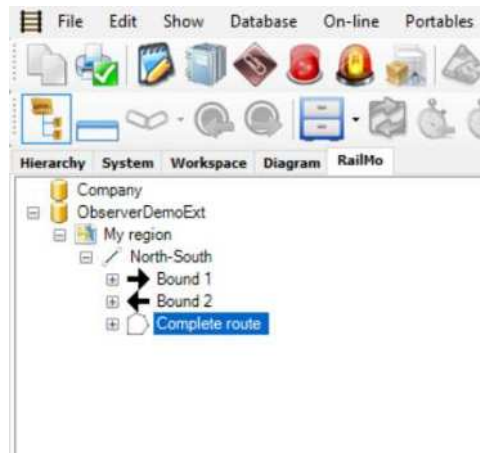 File Edit Show Database On-line Portables
Hierarchy System Workspace Diagram RailMo
Company
ObserverDemoExt
My region
North-South
Bound 1
Bound 2
Complete route